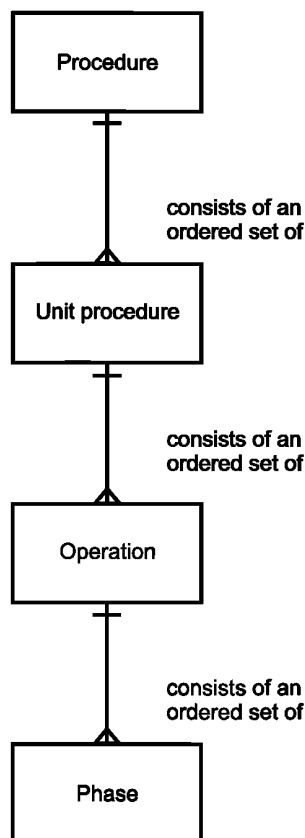 Procedure
consists of an
ordered set of
Unit procedure
consists of an
ordered set of
Operation
consists of an
ordered set of
Phase